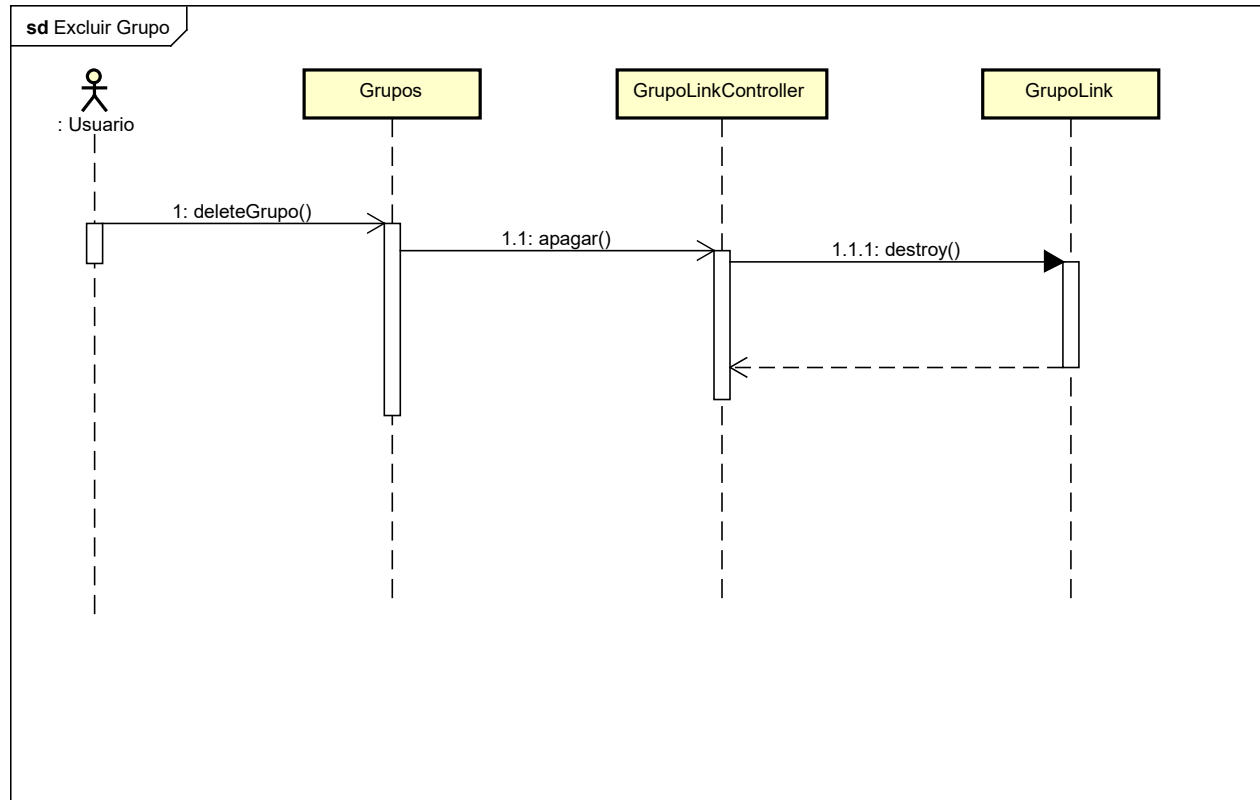 sd Excluir Grupo
: Usuario
Grupos
GrupoLinkController
GrupoLink
1: deleteGrupo()
1.1: apagar()
1.1.1: destroy()